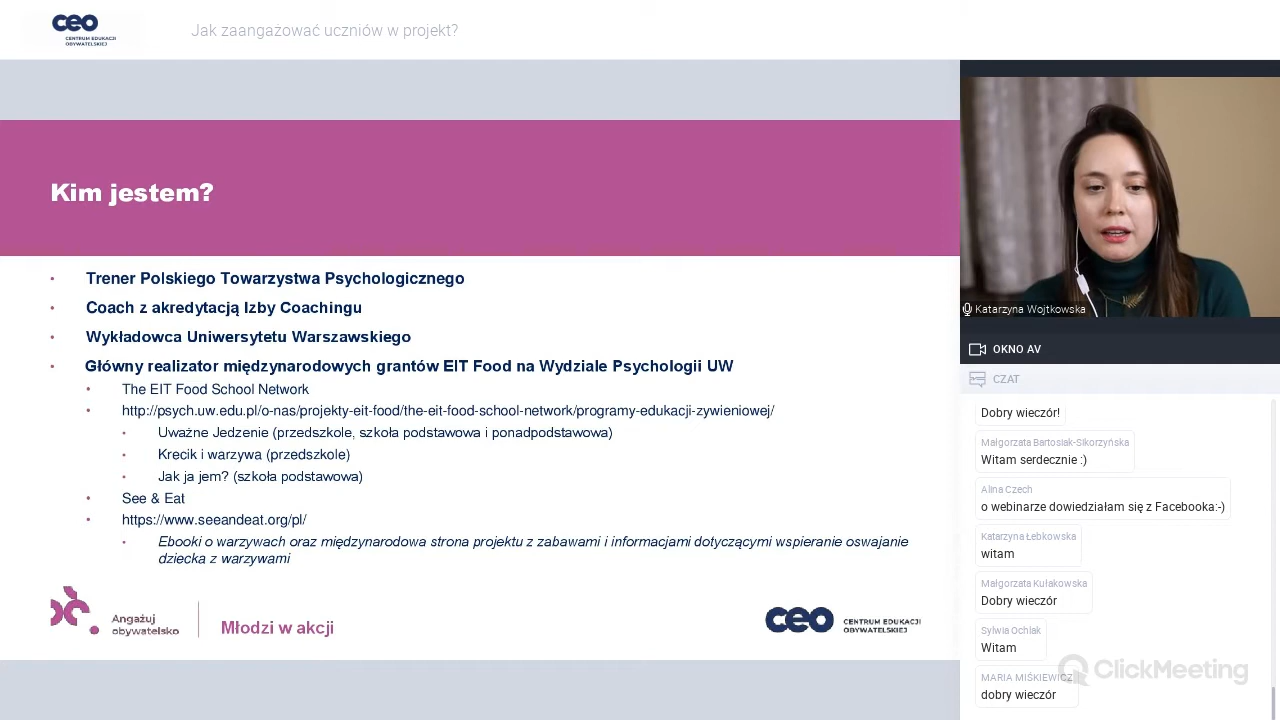 ceo
CENTRUM EDUKACJI
OBYWATELSKIEJ
Jak zaangażować uczniów w projekt?
Kim jestem?
• Trener Polskiego Towarzystwa Psychologicznego
• Coach z akredytacją Izby Coachingu
• Wykładowca Uniwersytetu Warszawskiego
• Główny realizator międzynarodowych grantów EIT Food na Wydziale Psychologii UW
• The EIT Food School Network
• http://psych.uw.edu.pl/o-nas/projekty-eit-food/the-eit-food-school-network/programy-edukacji-zywieniowej/
• Uważne Jedzenie (przedszkole, szkoła podstawowa i ponadpodstawowa)
• Krecik i warzywa (przedszkole)
• Jak ja jem? (szkoła podstawowa)
• See & Eat
• https://www.seeandeat.org/pl/
• Ebooki o warzywach oraz międzynarodowa strona projektu z zabawami i informacjami dotyczącymi wspieranie oswajanie
dziecka z warzywami
Angażuj
obywatelsko
Młodzi w akcji
ceo
CENTRUM EDUKACJI
OBYWATELSKIEJ
Katarzyna Wojtkowska
OKNO AV
CZAT
Dobry wieczór!
Małgorzata Bartosiak-Sikorzyńska
Witam serdecznie :)
Alina Czech
o webinarze dowiedziałam się z Facebooka:-)
Katarzyna Łebkowska
witam
Małgorzata Kułakowska
Dobry wieczór
Sylwia Ochlak
Witam
MARIA MIŚKIEWICZ
dobry wieczór
ClickMeeting